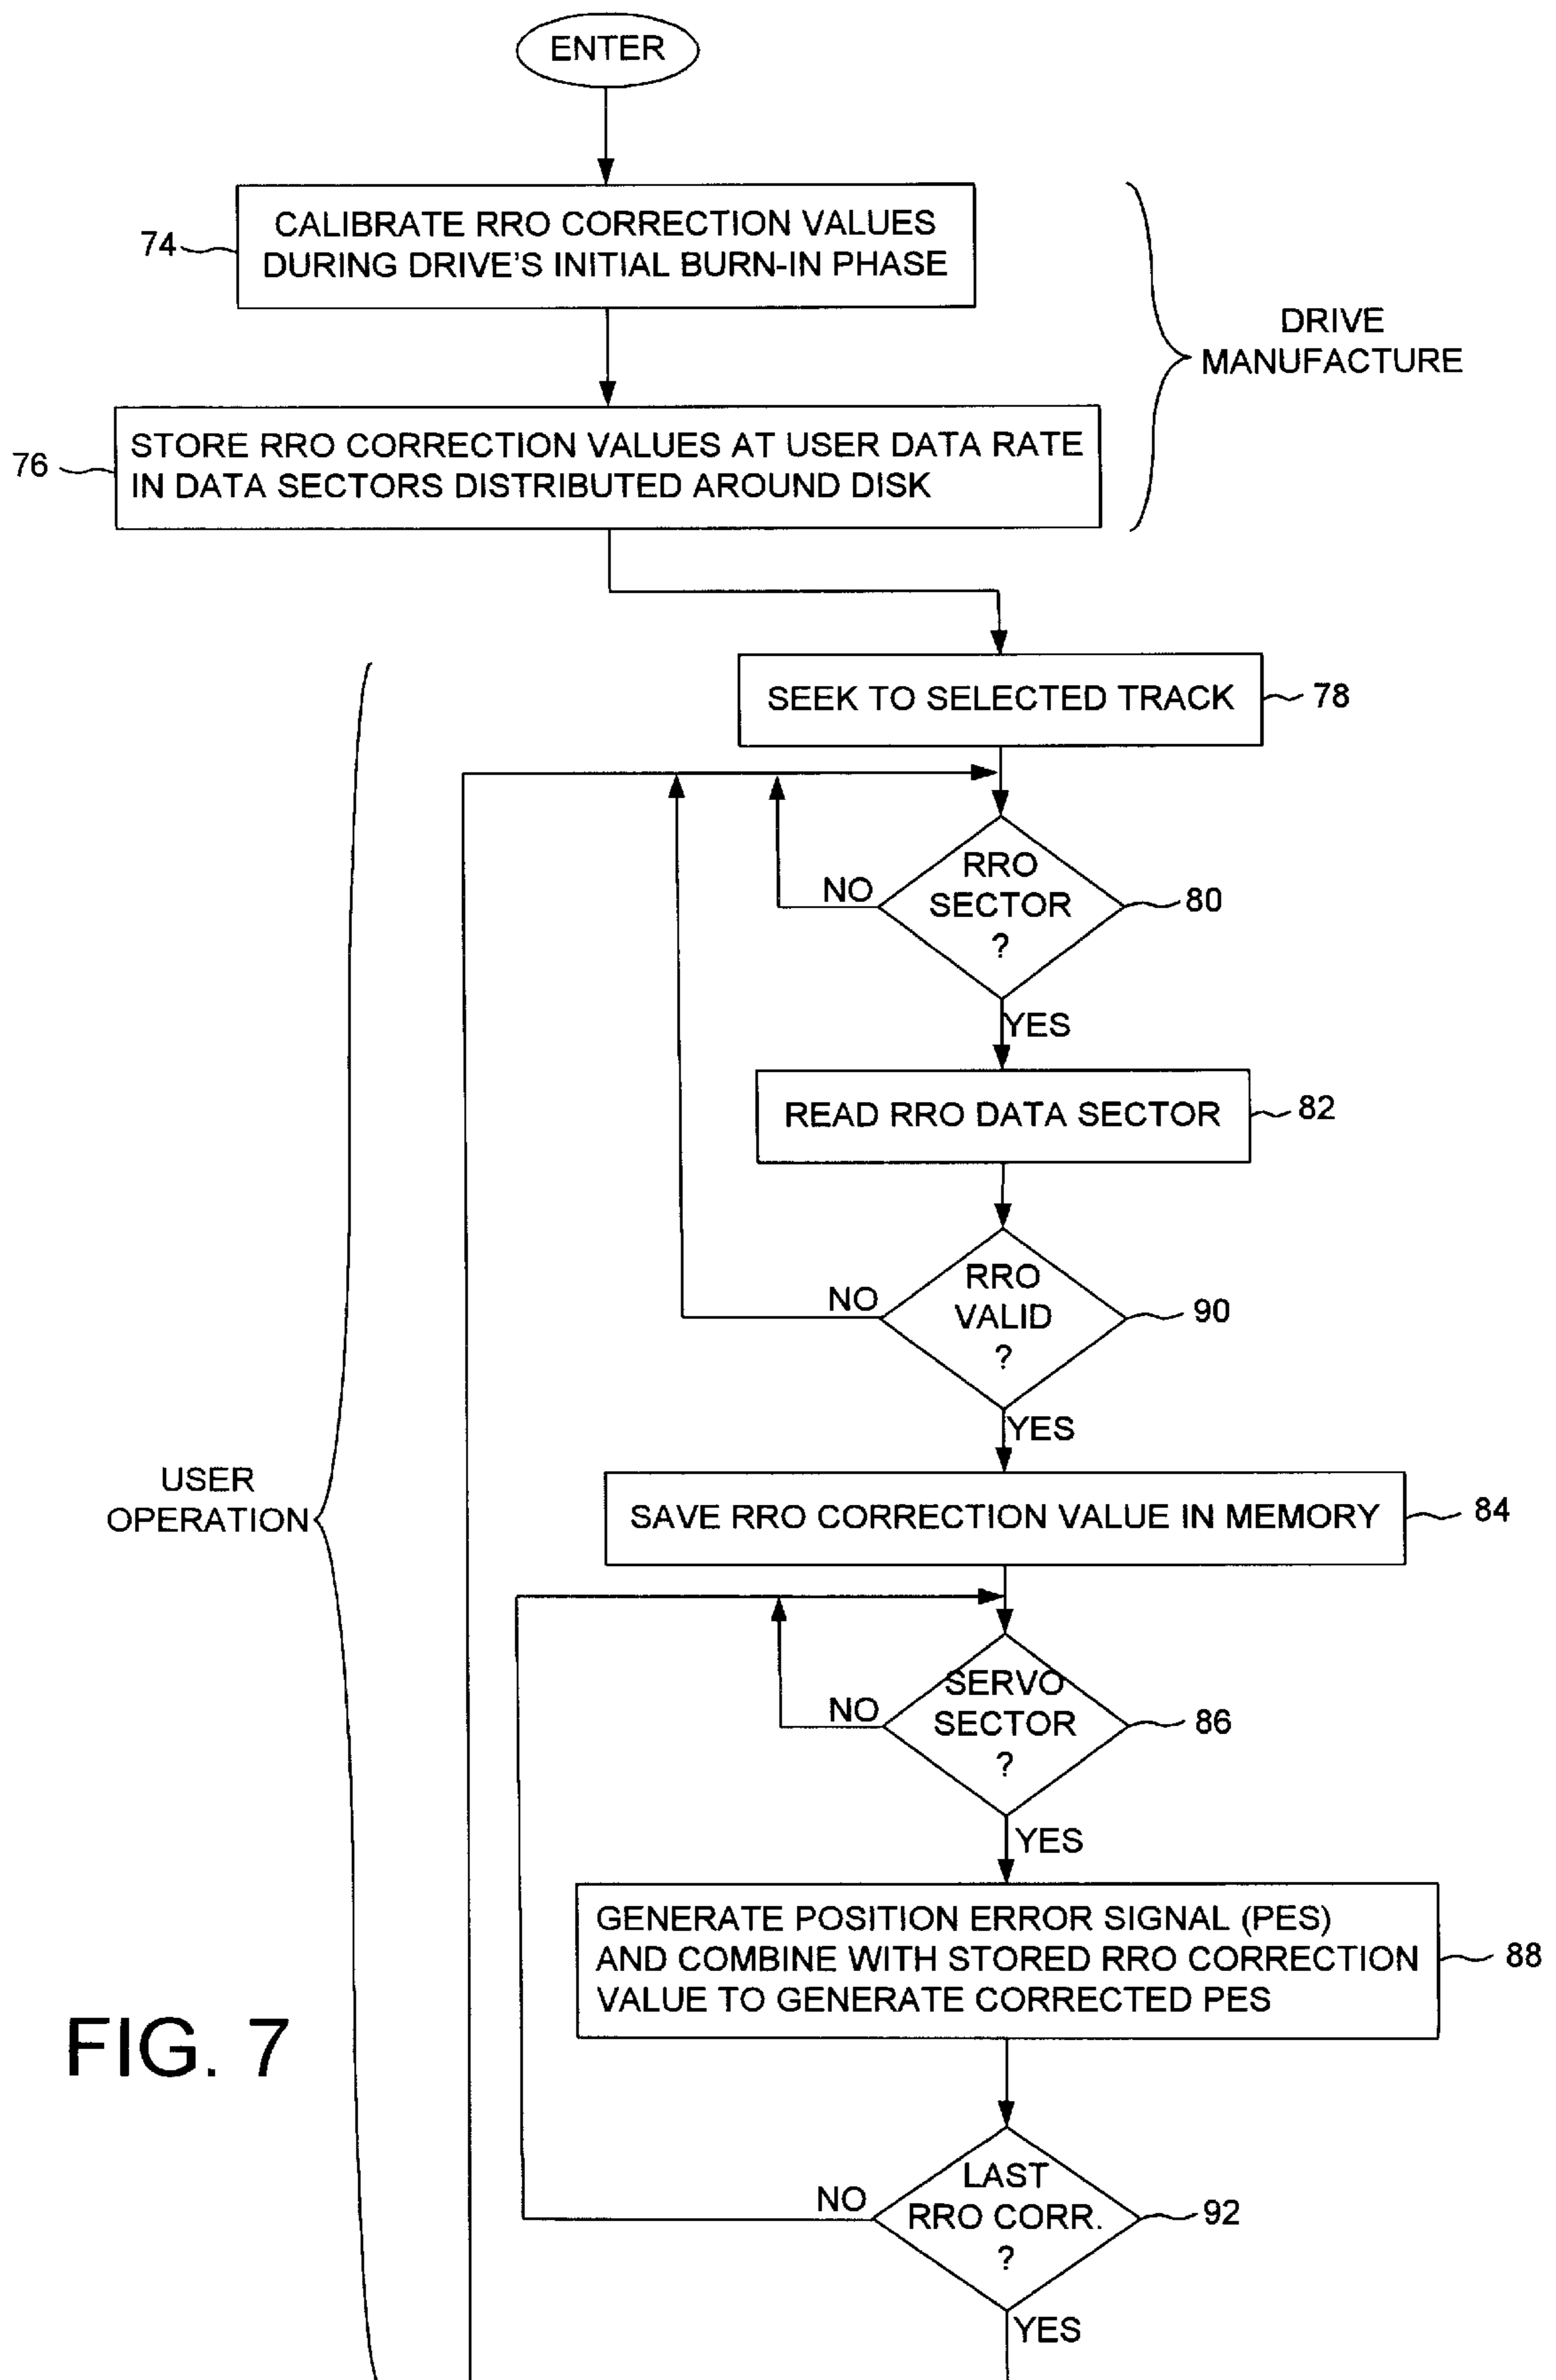 ENTER
CALIBRATE RRO CORRECTION VALUES
DURING DRIVE'S INITIAL BURN-IN PHASE
74
DRIVE
MANUFACTURE
STORE RRO CORRECTION VALUES AT USER DATA RATE
IN DATA SECTORS DISTRIBUTED AROUND DISK
76
SEEK TO SELECTED TRACK
78
RRO
SECTOR
?
80
NO
YES
READ RRO DATA SECTOR
82
RRO
VALID
?
90
NO
YES
USER
OPERATION
SAVE RRO CORRECTION VALUE IN MEMORY
84
SERVO
SECTOR
?
86
NO
YES
GENERATE POSITION ERROR SIGNAL (PES)
AND COMBINE WITH STORED RRO CORRECTION
VALUE TO GENERATE CORRECTED PES
88
FIG. 7
LAST
RRO CORR.
?
92
NO
YES